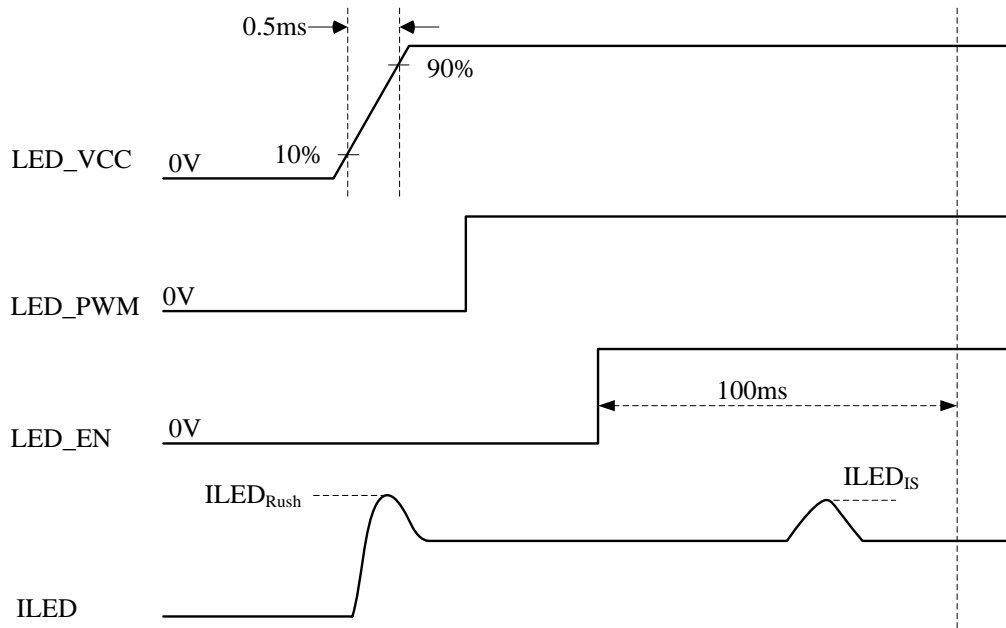 0.5ms
90%
LED_VCC
0V
10%
LED_PWM
0V
100ms
LED_EN
0V
ILEDRush
ILEDIS
ILED